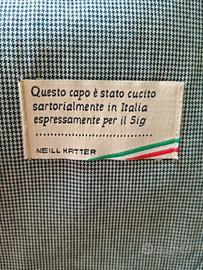 Questo capo è stato cucito
sartorialmente in Italia
espressamente per il Sig
................................
NEILL KATTER